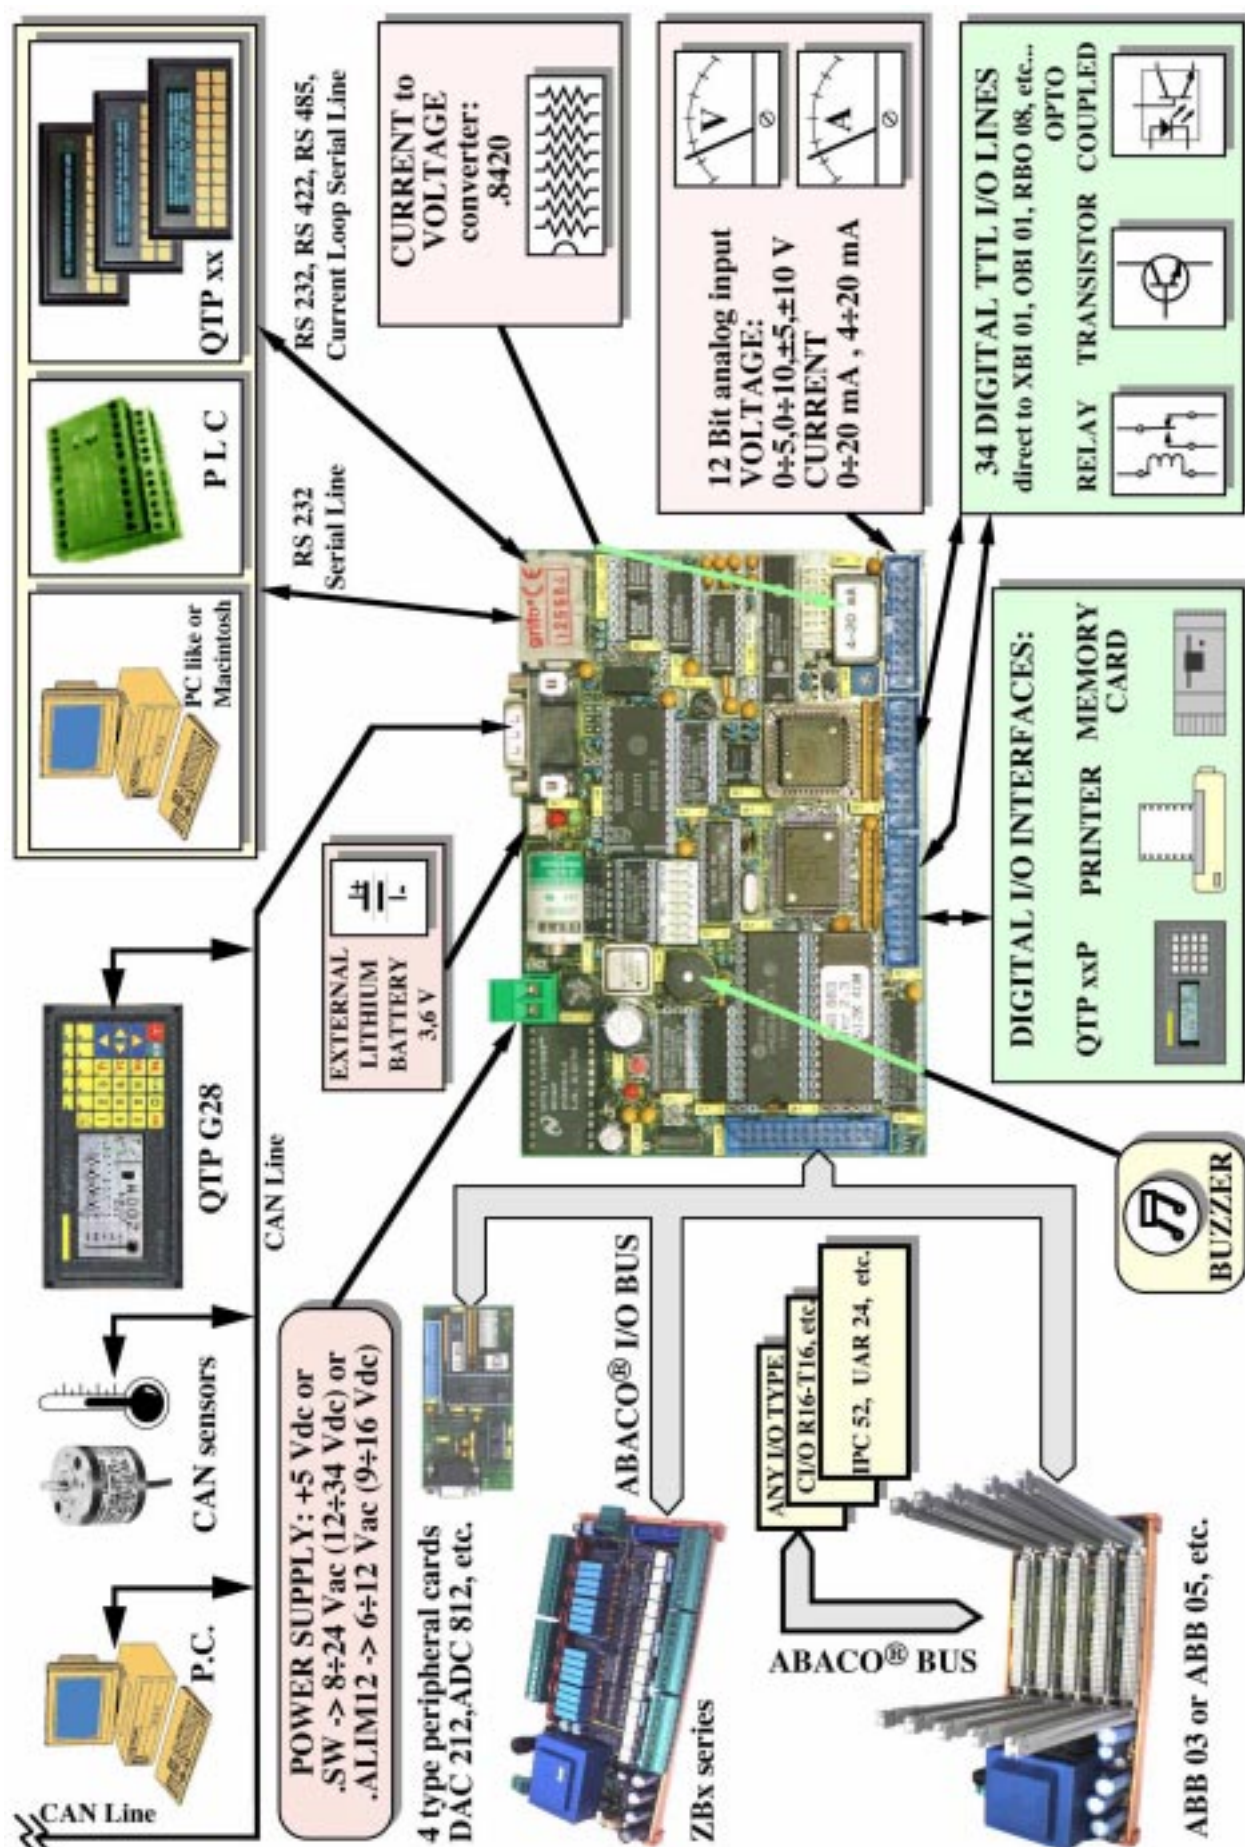 CAN Line
P.C.
CAN sensors
QTP G28
CAN Line
PC like or
Macintosh
P L C
QTP xx
RS 232
Serial Line
RS 232, RS 422, RS 485,
Current Loop Serial Line
POWER SUPPLY: +5 Vdc or
.SW -> 8÷24 Vac (12÷34 Vdc) or
.ALIM12 -> 6÷12 Vac (9÷16 Vdc)
EXTERNAL
LITHIUM
BATTERY
3,6 V
CURRENT to
VOLTAGE
converter:
.8420
4 type peripheral cards
DAC 212,ADC 812, etc.
ABACO® I/O BUS
ZBx series
grifo®
4-20 mA
12 Bit analog input
VOLTAGE:
0÷5,0÷10,±5,±10 V
CURRENT
0÷20 mA , 4÷20 mA
V
A
ANY I/O TYPE
CI/O R16-T16, etc.
IPC 52, UAR 24, etc.
ABACO® BUS
ABB 03 or ABB 05, etc.
BUZZER
DIGITAL I/O INTERFACES:
QTP xxP
PRINTER
MEMORY
CARD
34 DIGITAL TTL I/O LINES
direct to XBI 01, OBI 01, RBO 08, etc...
OPTO
RELAY TRANSISTOR COUPLED